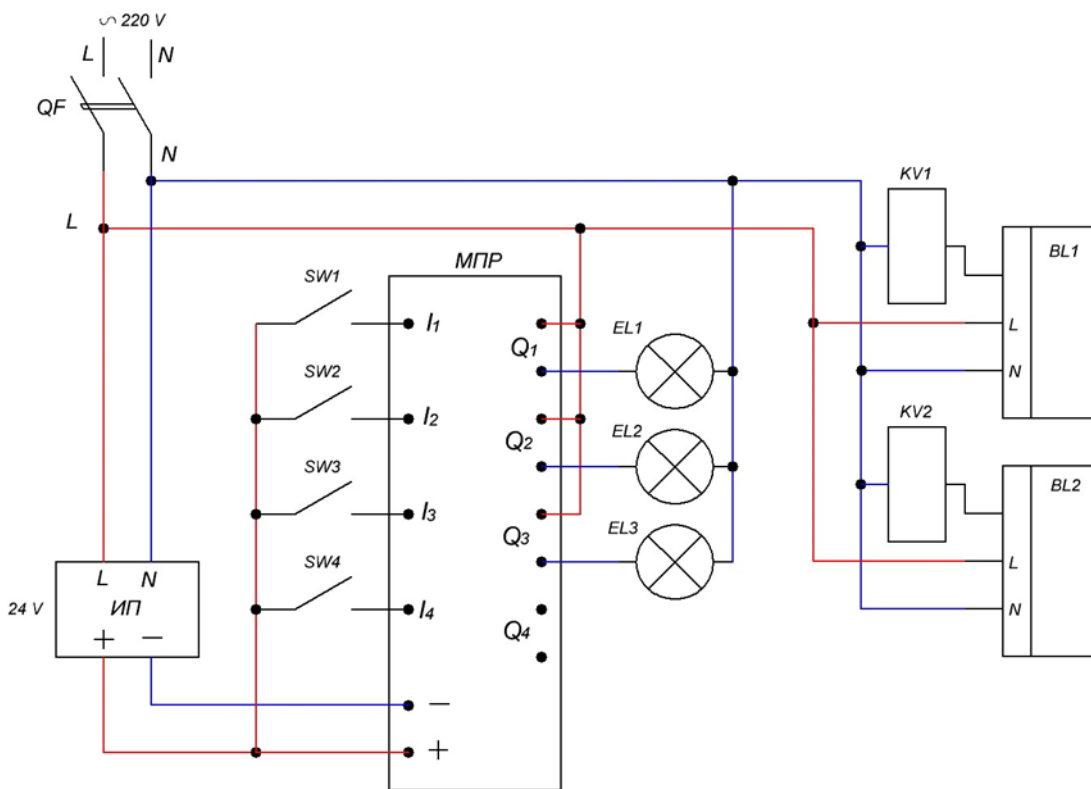 ∽ 220 V
L N
QF
N
L
KV1
BL1
МПР
SW1
I1
Q1
EL1
L
N
SW2
I2
Q2
EL2
KV2
BL2
SW3
I3
Q3
EL3
L N
24 V
ИП
+ −
SW4
I4
Q4
L
N
−
+